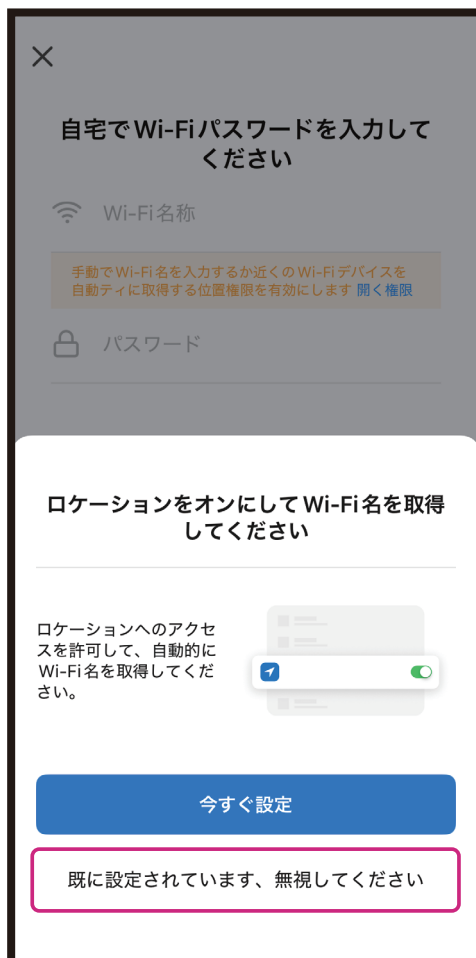 自宅でWi-Fiパスワードを入力して
ください
Wi-Fi名称
手動でWi-Fi名を入力するか近くのWi-Fiデバイスを
自動ティに取得する位置権限を有効にします 開く権限
パスワード
ロケーションをオンにしてWi-Fi名を取得
してください
ロケーションへのアクセ
スを許可して、自動的に
Wi-Fi名を取得してくだ
さい。
今すぐ設定
既に設定されています、無視してください